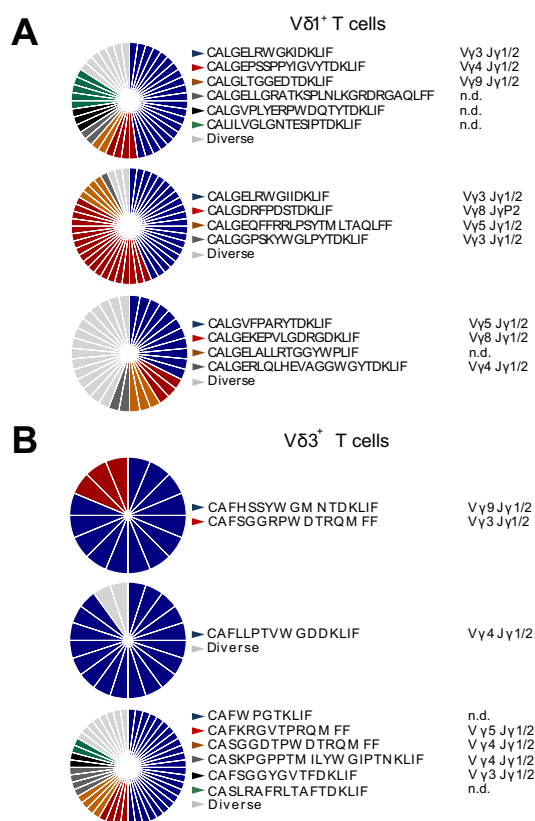 A
Vδ1⁺ T cells
CALGELRWGKIDKLIF Vγ3 Jγ1/2
CALGEPSSPPYIGVYTDKLIF Vγ4 Jγ1/2
CALGLTGGEDTDKLIF Vγ9 Jγ1/2
CALGELLGRATKSPLNLKGRDRGAQLFF n.d.
CALGVPLYERPWDQTYTDKLIF n.d.
CALILVGLGNTESIPTDKLIF n.d.
Diverse
CALGELRWGIIDKLIF Vγ3 Jγ1/2
CALGDRFPDSTDKLIF Vγ8 JγP2
CALGEQFFRRLPSYTMLTAQLFF Vγ5 Jγ1/2
CALGGPSKYWGLPYTDKLIF Vγ3 Jγ1/2
Diverse
CALGVFPARYTDKLIF Vγ5 Jγ1/2
CALGEKEPVLGDRGDKLIF Vγ8 Jγ1/2
CALGELALLRTGGYWPLIF n.d.
CALGERLQLHEVAGGWGYTDKLIF Vγ4 Jγ1/2
Diverse
B
Vδ3⁺ T cells
CAFHSSYWGMNTDKLIF Vγ9 Jγ1/2
CAFSGGRPWDTRQMFF Vγ3 Jγ1/2
CAFLLPTVWGDDKLIF Vγ4 Jγ1/2
Diverse
CAFWPGTKLIF n.d.
CAFKRGVTPRQMFF Vγ5 Jγ1/2
CASGGDTPWDTRQMFF Vγ4 Jγ1/2
CASKPGPPTMILYWGIPTNKLIF Vγ4 Jγ1/2
CAFSGGYGVTFDKLIF Vγ3 Jγ1/2
CASLRAFRLTAFTDKLIF n.d.
Diverse